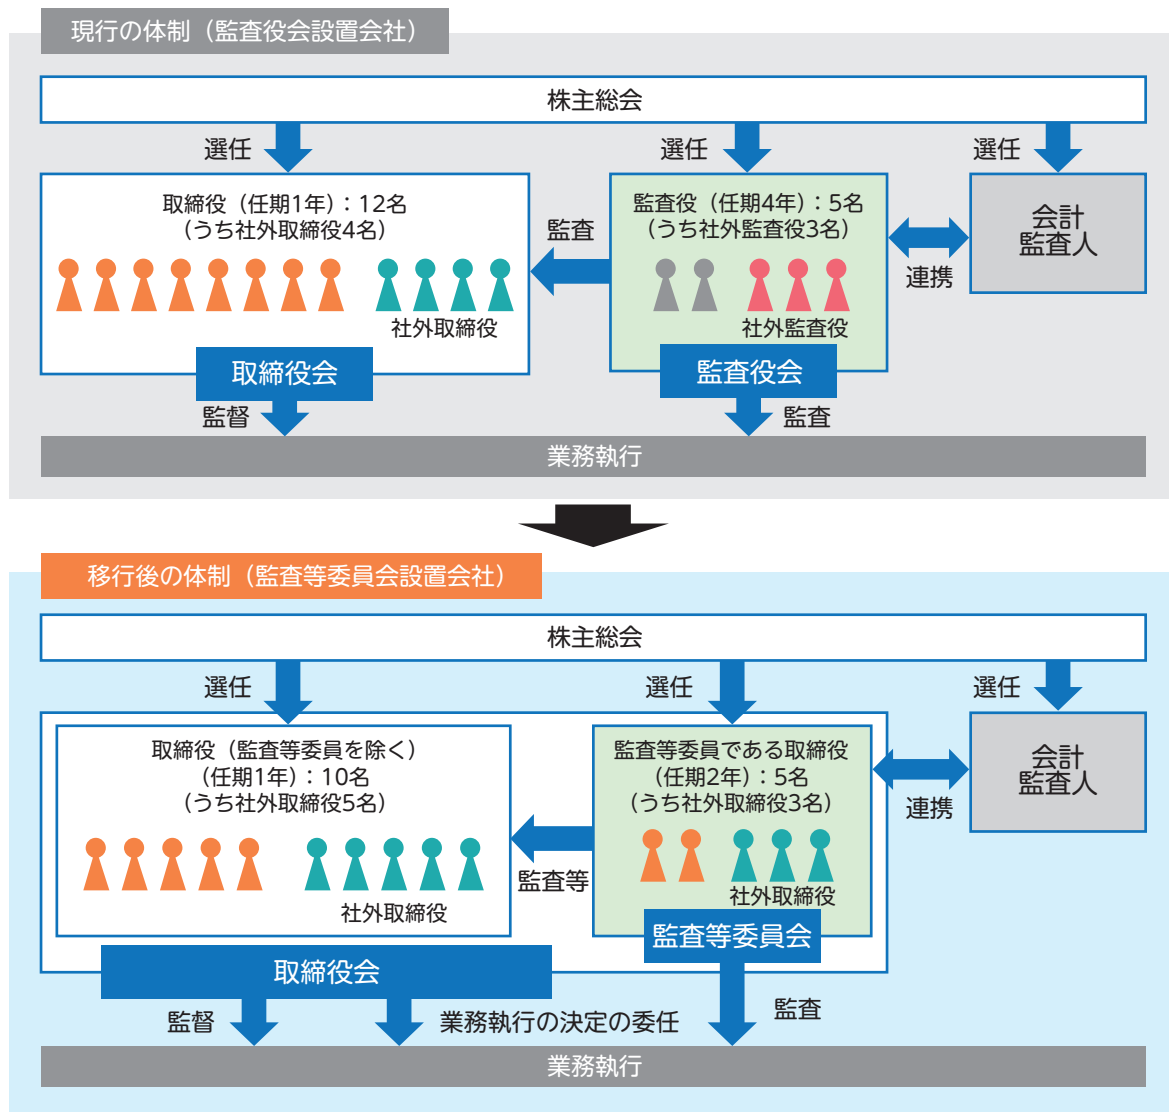 現行の体制（監査役会設置会社）
株主総会
選任
選任
選任
取締役（任期1年）：12名
（うち社外取締役4名）
監査
監査役（任期4年）：5名
（うち社外監査役3名）
連携
会計
監査人
社外取締役
社外監査役
取締役会
監査役会
監督
監査
業務執行
移行後の体制（監査等委員会設置会社）
株主総会
選任
選任
選任
取締役（監査等委員を除く）
（任期1年）：10名
（うち社外取締役5名）
監査等
監査等委員である取締役
（任期2年）：5名
（うち社外取締役3名）
連携
会計
監査人
社外取締役
社外取締役
監査等委員会
取締役会
監督
業務執行の決定の委任
監査
業務執行